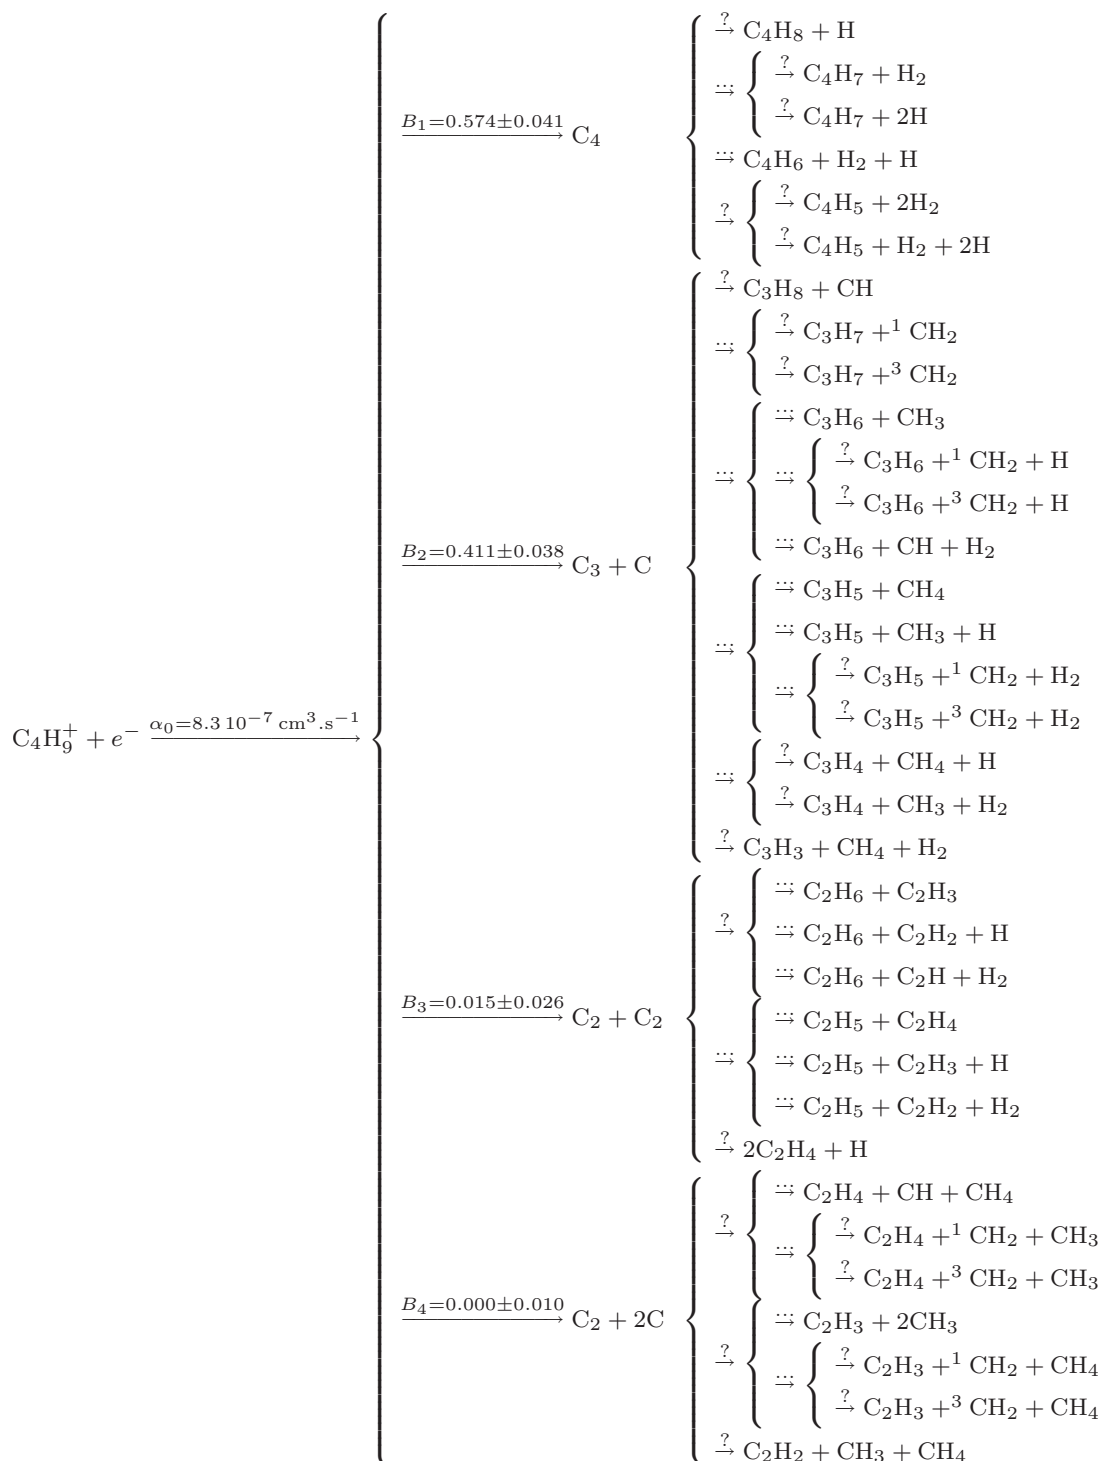 ? → C₄H₈ + H
? → C₄H₇ + H₂
... →
? → C₄H₇ + 2H
B₁=0.574±0.041 → C₄
... → C₄H₆ + H₂ + H
? → C₄H₅ + 2H₂
? →
? → C₄H₅ + H₂ + 2H
? → C₃H₈ + CH
? → C₃H₇ +¹ CH₂
... →
? → C₃H₇ +³ CH₂
... → C₃H₆ + CH₃
? → C₃H₆ +¹ CH₂ + H
... → ... →
? → C₃H₆ +³ CH₂ + H
... → C₃H₆ + CH + H₂
B₂=0.411±0.038 → C₃ + C
... → C₃H₅ + CH₄
... → C₃H₅ + CH₃ + H
... →
? → C₃H₅ +¹ CH₂ + H₂
... →
? → C₃H₅ +³ CH₂ + H₂
C₄H₉⁺ + e⁻ α₀=8.3 10⁻⁷ cm³.s⁻¹ →
? → C₃H₄ + CH₄ + H
... →
? → C₃H₄ + CH₃ + H₂
? → C₃H₃ + CH₄ + H₂
... → C₂H₆ + C₂H₃
? → ... → C₂H₆ + C₂H₂ + H
... → C₂H₆ + C₂H + H₂
B₃=0.015±0.026 → C₂ + C₂
... → C₂H₅ + C₂H₄
... → ... → C₂H₅ + C₂H₃ + H
... → C₂H₅ + C₂H₂ + H₂
? → 2C₂H₄ + H
... → C₂H₄ + CH + CH₄
? →
? → C₂H₄ +¹ CH₂ + CH₃
... →
? → C₂H₄ +³ CH₂ + CH₃
B₄=0.000±0.010 → C₂ + 2C
... → C₂H₃ + 2CH₃
? →
? → C₂H₃ +¹ CH₂ + CH₄
... →
? → C₂H₃ +³ CH₂ + CH₄
? → C₂H₂ + CH₃ + CH₄